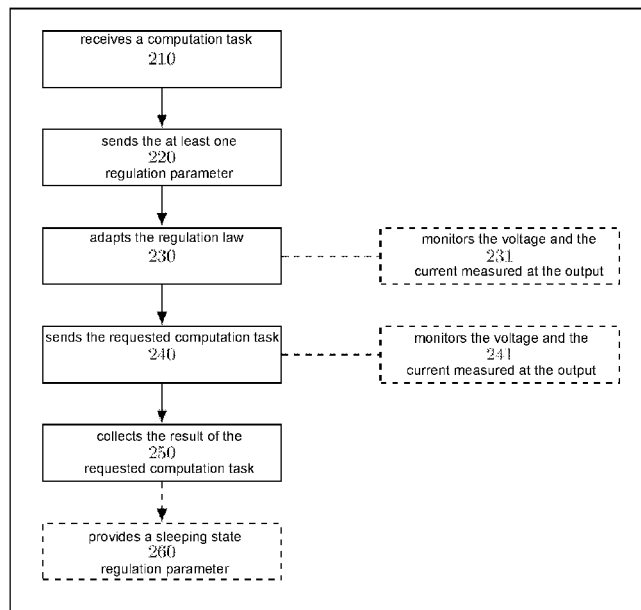 receives a computation task
210
sends the at least one
220
regulation parameter
adapts the regulation law
230
monitors the voltage and the
231
current measured at the output
sends the requested computation task
240
monitors the voltage and the
241
current measured at the output
collects the result of the
250
requested computation task
provides a sleeping state
260
regulation parameter